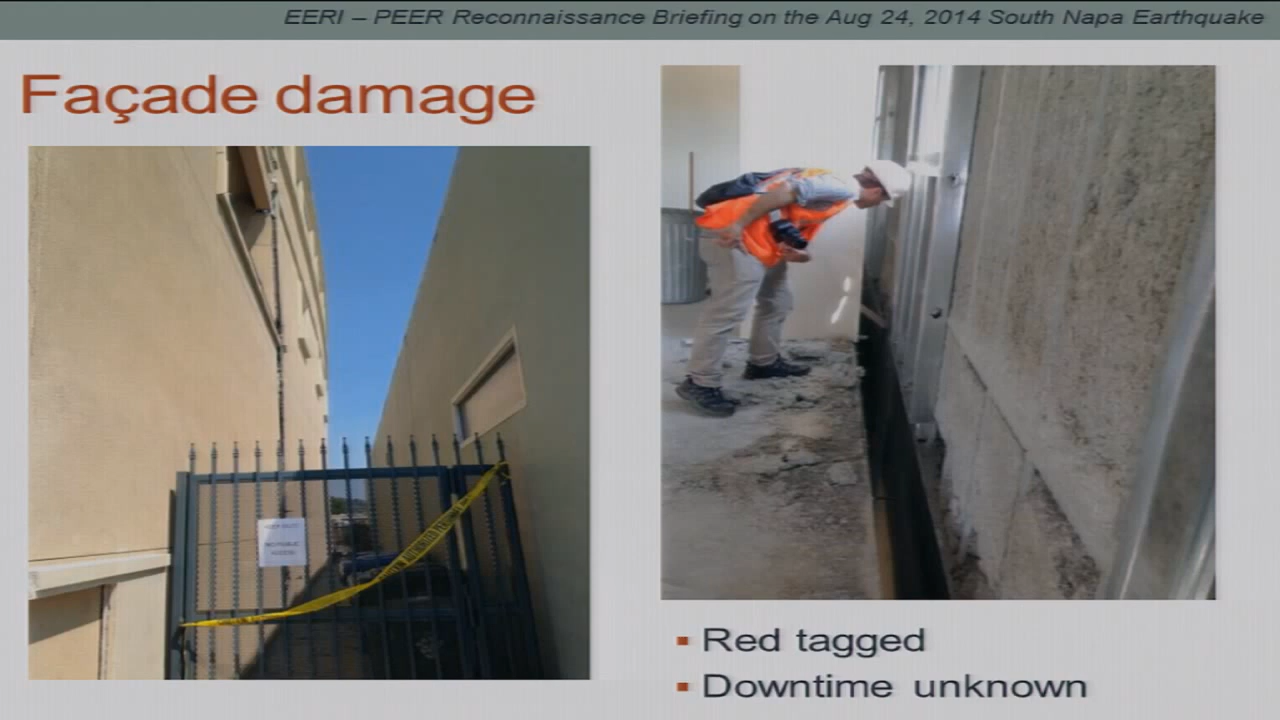 EERI – PEER Reconnaissance Briefing on the Aug 24, 2014 South Napa Earthquake
Façade damage
Red tagged
Downtime unknown